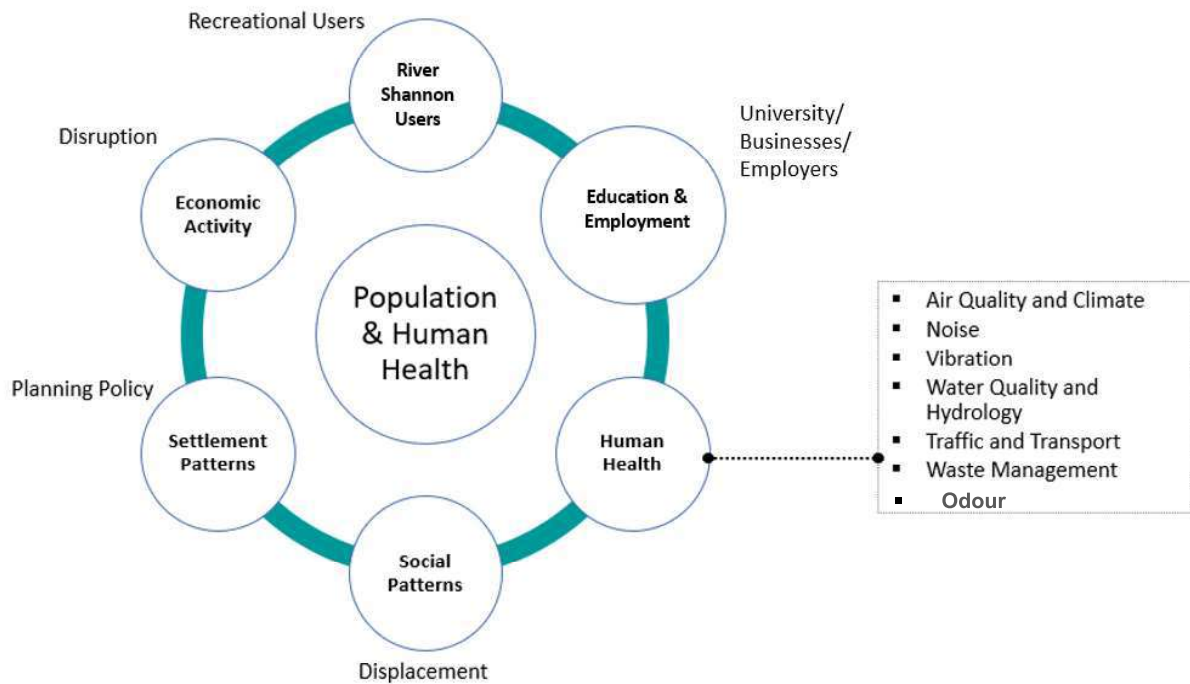 Recreational Users
River
Shannon
Users
University/
Businesses/
Employers
Disruption
Economic
Activity
Education &
Employment
Population
& Human
Health
▪ Air Quality and Climate
▪ Noise
▪ Vibration
▪ Water Quality and
Hydrology
▪ Traffic and Transport
▪ Waste Management
▪ Odour
Planning Policy
Settlement
Patterns
Human
Health
Social
Patterns
Displacement